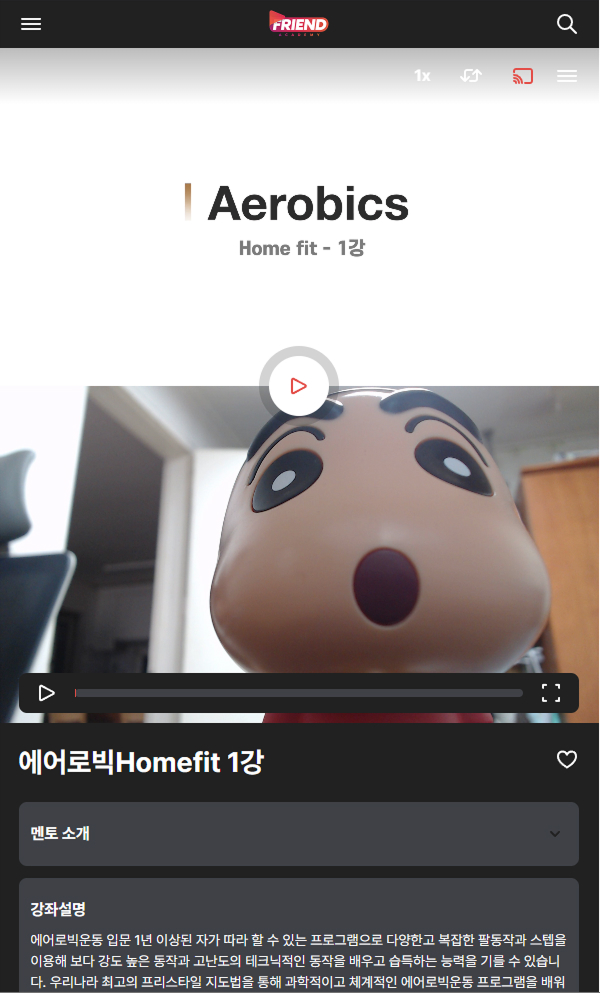 FRIEND
ACADEMY
1x
Aerobics
Home fit - 1강
에어로빅Homefit 1강
멘토 소개
강좌설명
에어로빅운동 입문 1년 이상된 자가 따라 할 수 있는 프로그램으로 다양한고 복잡한 팔동작과 스텝을
이용해 보다 강도 높은 동작과 고난도의 테크닉적인 동작을 배우고 습득하는 능력을 기를 수 있습니
다. 우리나라 최고의 프리스타일 지도법을 통해 과학적이고 체계적인 에어로빅운동 프로그램을 배워